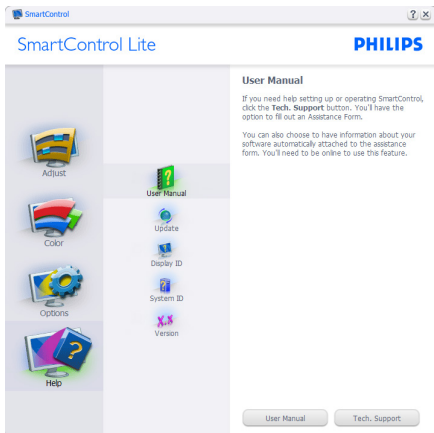 SmartControl
SmartControl Lite
PHILIPS
Adjust
Color
Options
Help
User Manual
Update
Display ID
System ID
X.X
Version
User Manual
If you need help setting up or operating SmartControl,
click the Tech. Support button. You'll have the
option to fill out an Assistance Form.
You can also choose to have information about your
software automatically attached to the assistance
form. You'll need to be online to use this feature.
User Manual
Tech. Support